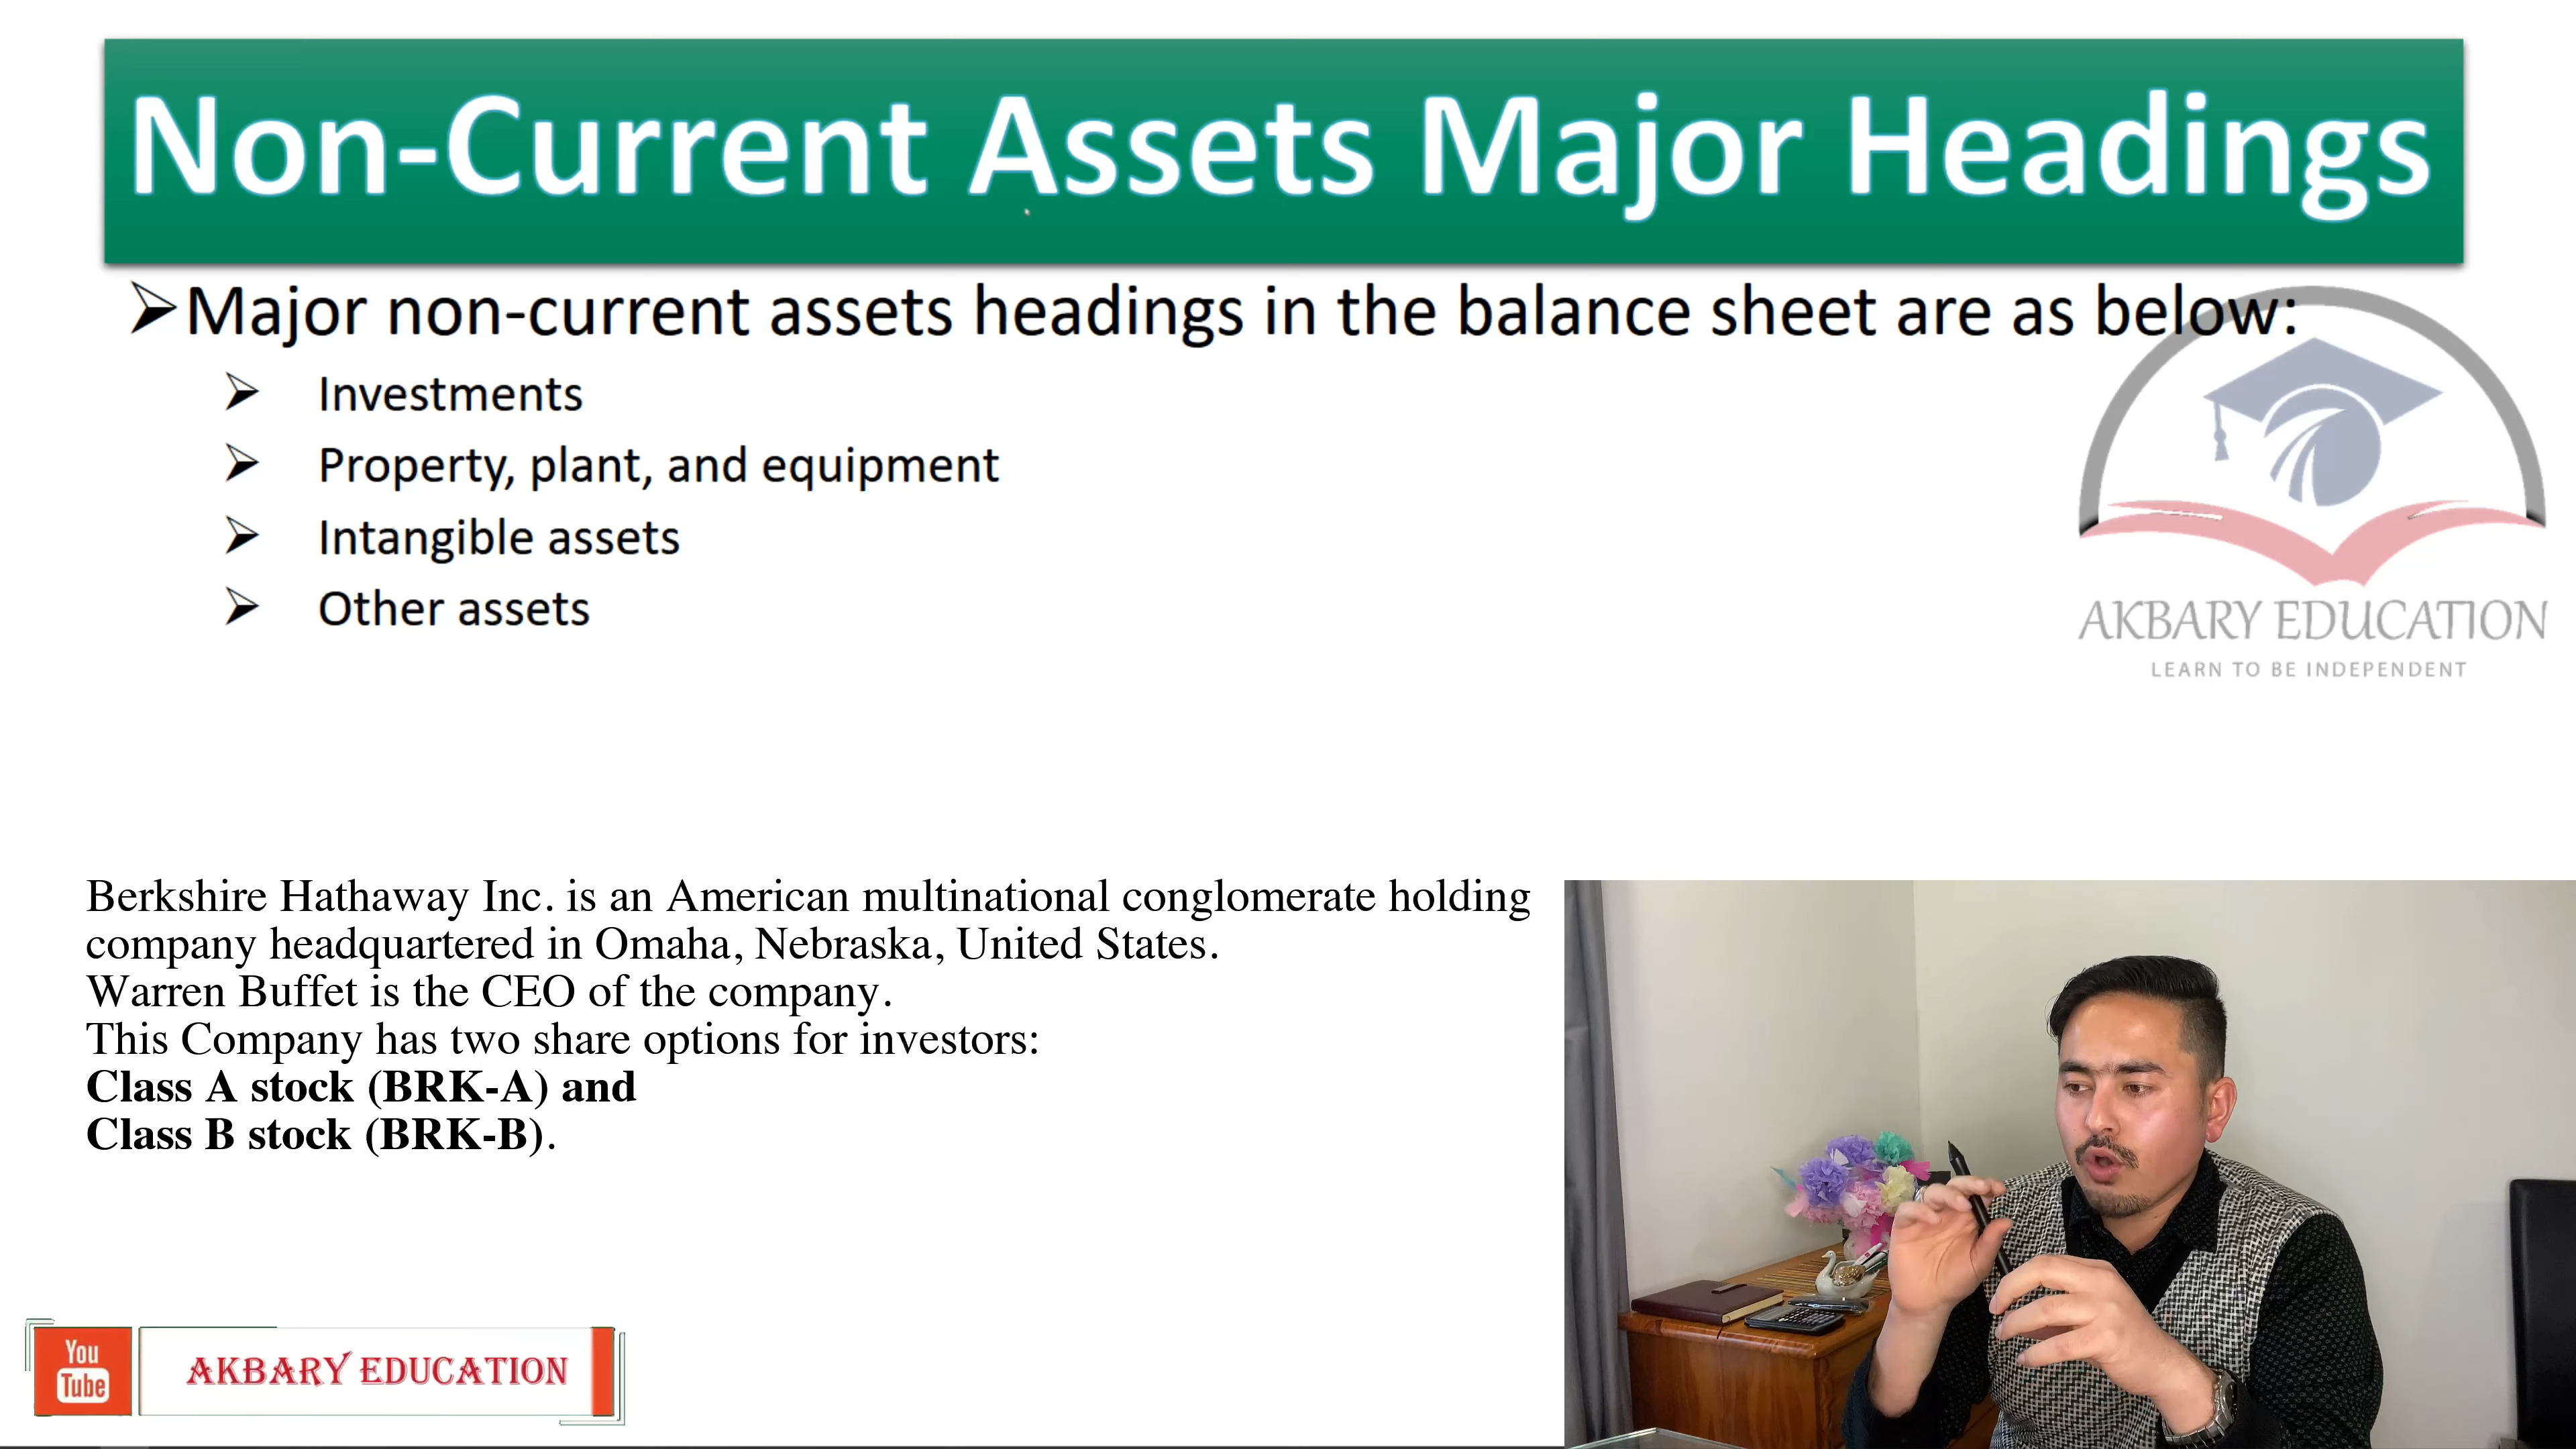 Non-Current Assets Major Headings
Major non-current assets headings in the balance sheet are as below:
Investments
Property, plant, and equipment
Intangible assets
Other assets
AKBARY EDUCATION
LEARN TO BE INDEPENDENT
Berkshire Hathaway Inc. is an American multinational conglomerate holding
company headquartered in Omaha, Nebraska, United States.
Warren Buffet is the CEO of the company.
This Company has two share options for investors:
Class A stock (BRK-A) and
Class B stock (BRK-B).
You
Tube
AKBARY EDUCATION